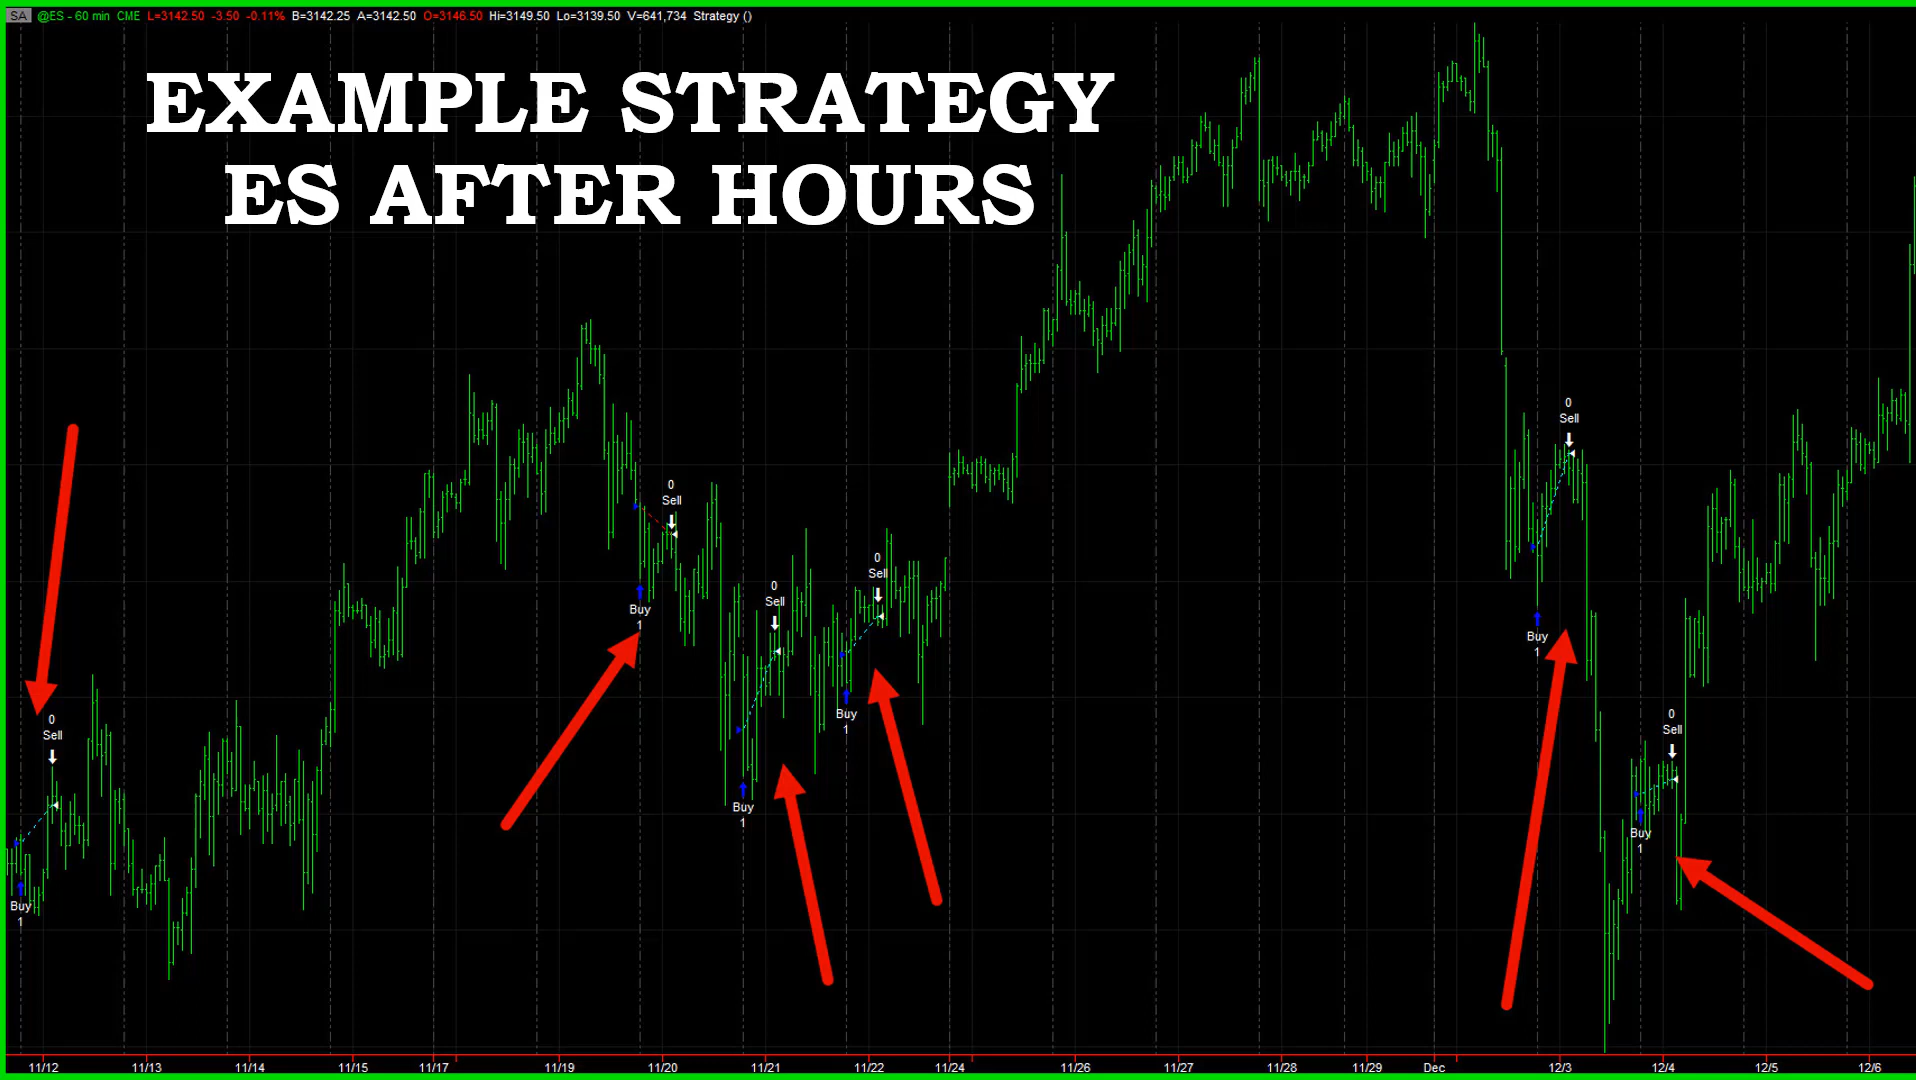 SA @ES - 60 min CME L=3142.50 -3.50 -0.11% B=3142.25 A=3142.50 O=3146.50 Hi=3149.50 Lo=3139.50 V=641,734 Strategy ()
EXAMPLE STRATEGY
ES AFTER HOURS
0
Sell
Buy
1
0
Sell
Buy
1
0
Sell
Buy
1
0
Sell
Buy
1
0
Sell
Buy
1
0
Sell
Buy
1
11/12 11/13 11/14 11/15 11/17 11/19 11/20 11/21 11/22 11/24 11/26 11/27 11/28 11/29 Dec 12/3 12/4 12/5 12/6